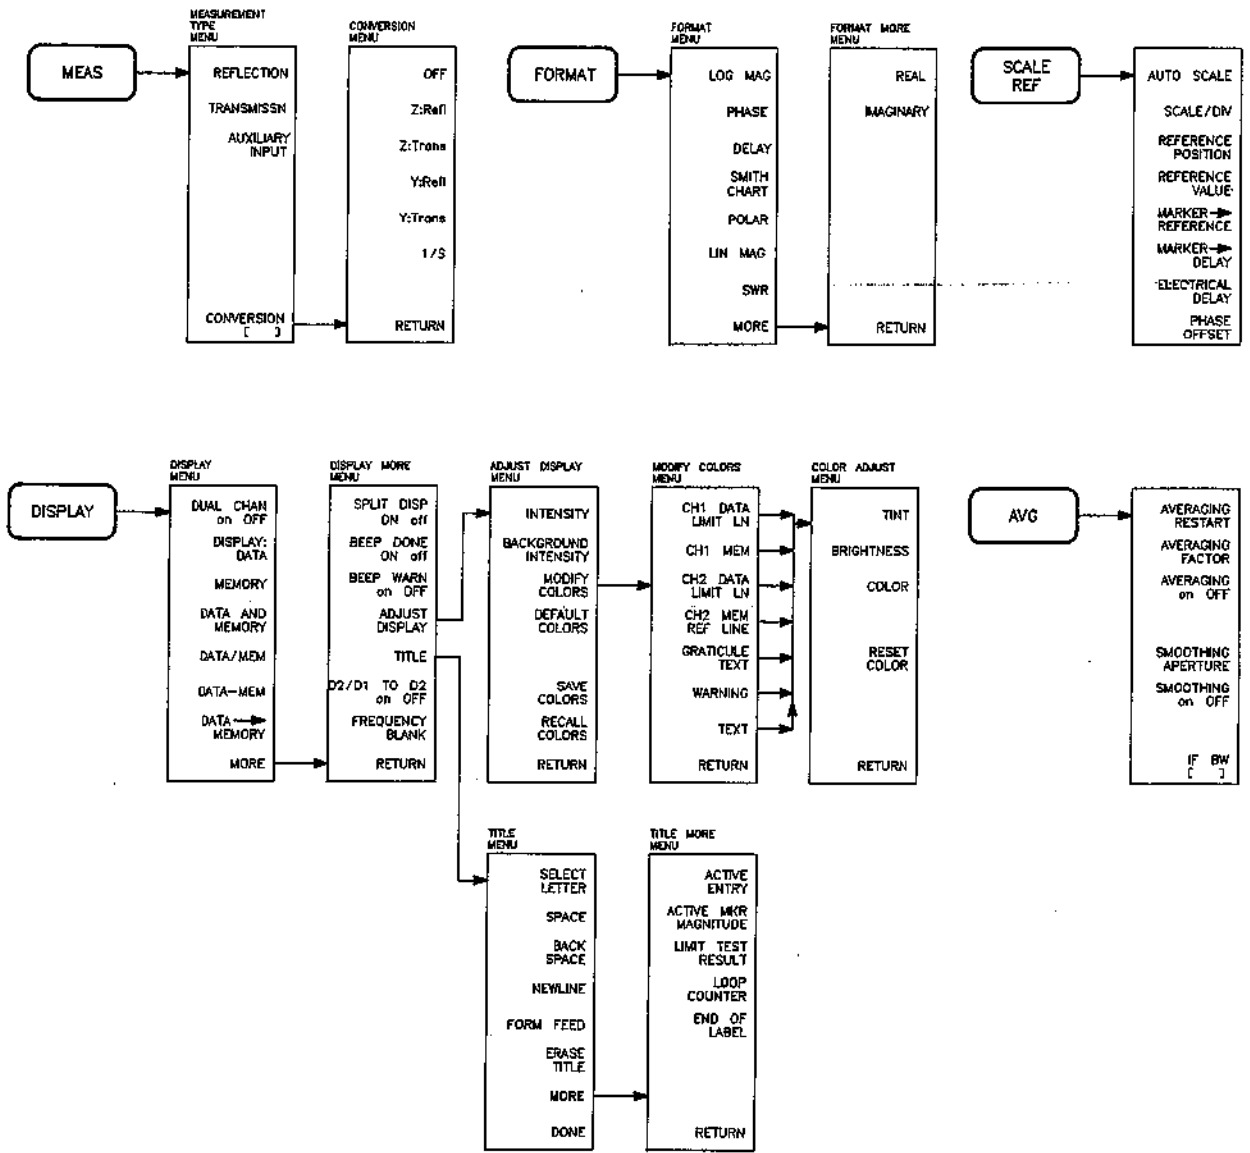 MEAS
MEASUREMENT
TYPE
MENU
REFLECTION
TRANSMISSN
AUXILIARY
INPUT
CONVERSION
[ ]
CONVERSION
MENU
OFF
Z:Refl
Z:Trans
Y:Refl
Y:Trans
1/S
RETURN
FORMAT
FORMAT
MENU
LOG MAG
PHASE
DELAY
SMITH
CHART
POLAR
LIN MAG
SWR
MORE
FORMAT MORE
MENU
REAL
IMAGINARY
RETURN
SCALE
REF
AUTO SCALE
SCALE/DIV
REFERENCE
POSITION
REFERENCE
VALUE
MARKER→
REFERENCE
MARKER→
DELAY
ELECTRICAL
DELAY
PHASE
OFFSET
DISPLAY
DISPLAY
MENU
DUAL CHAN
on OFF
DISPLAY:
DATA
MEMORY
DATA AND
MEMORY
DATA/MEM
DATA-MEM
DATA→
MEMORY
MORE
DISPLAY MORE
MENU
SPLIT DISP
ON off
BEEP DONE
ON off
BEEP WARN
on OFF
ADJUST
DISPLAY
TITLE
D2/D1 TO D2
on OFF
FREQUENCY
BLANK
RETURN
ADJUST DISPLAY
MENU
INTENSITY
BACKGROUND
INTENSITY
MODIFY
COLORS
DEFAULT
COLORS
SAVE
COLORS
RECALL
COLORS
RETURN
MODIFY COLORS
MENU
CH1 DATA
LIMIT LN
CH1 MEM
CH2 DATA
LIMIT LN
CH2 MEM
REF LINE
GRATICULE
TEXT
WARNING
TEXT
RETURN
COLOR ADJUST
MENU
TINT
BRIGHTNESS
COLOR
RESET
COLOR
RETURN
AVG
AVERAGING
RESTART
AVERAGING
FACTOR
AVERAGING
on OFF
SMOOTHING
APERTURE
SMOOTHING
on OFF
IF BW
[ ]
TITLE
MENU
SELECT
LETTER
SPACE
BACK
SPACE
NEWLINE
FORM FEED
ERASE
TITLE
MORE
DONE
TITLE MORE
MENU
ACTIVE
ENTRY
ACTIVE MKR
MAGNITUDE
LIMIT TEST
RESULT
LOOP
COUNTER
END OF
LABEL
RETURN